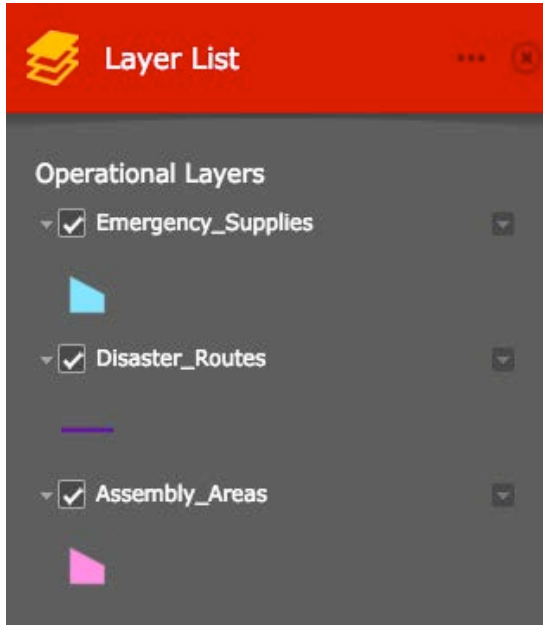 Layer List
Operational Layers
Emergency_Supplies
Disaster_Routes
Assembly_Areas